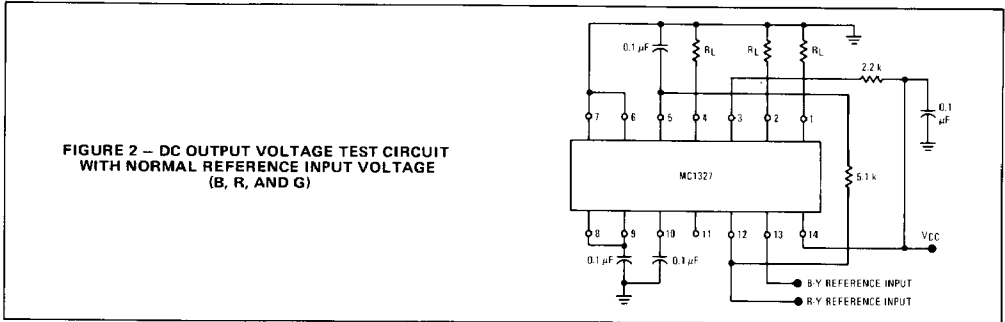 FIGURE 2 – DC OUTPUT VOLTAGE TEST CIRCUIT
WITH NORMAL REFERENCE INPUT VOLTAGE
(B, R, AND G)
0.1 μF
RL
RL
RL
2.2 k
0.1
μF
7
6
5
4
3
2
1
MC1327
5.1 k
8
9
10
11
12
13
14
VCC
0.1 μF
0.1 μF
B-Y REFERENCE INPUT
R-Y REFERENCE INPUT